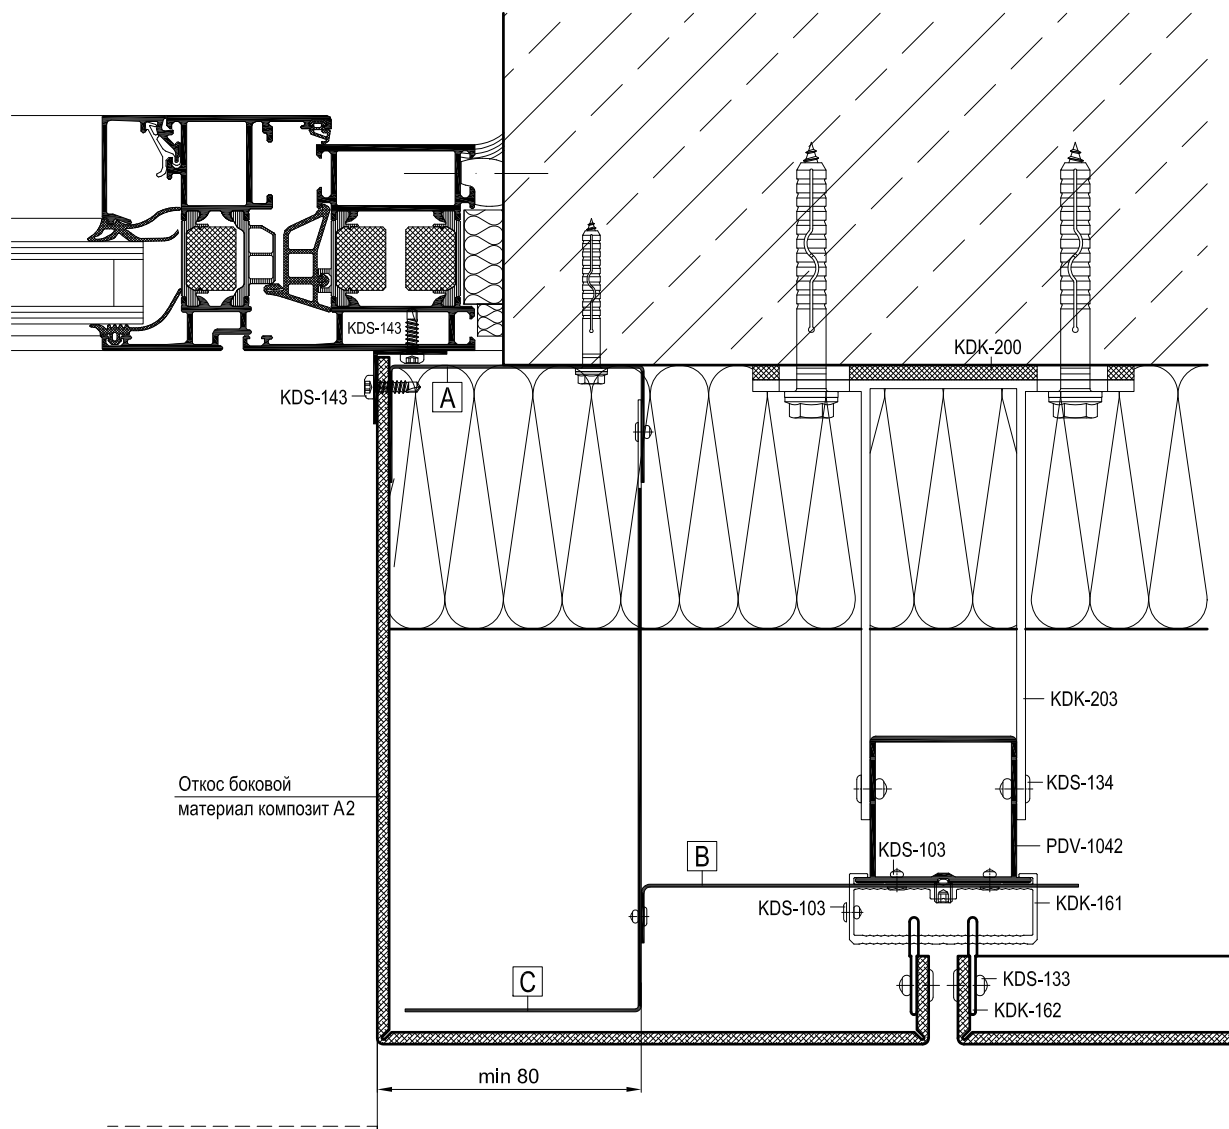 KDS-143
KDK-200
KDS-143
A
KDK-203
Откос боковой
материал композит А2
KDS-134
KDS-103
PDV-1042
B
KDS-103
KDK-161
C
KDS-133
KDK-162
min 80